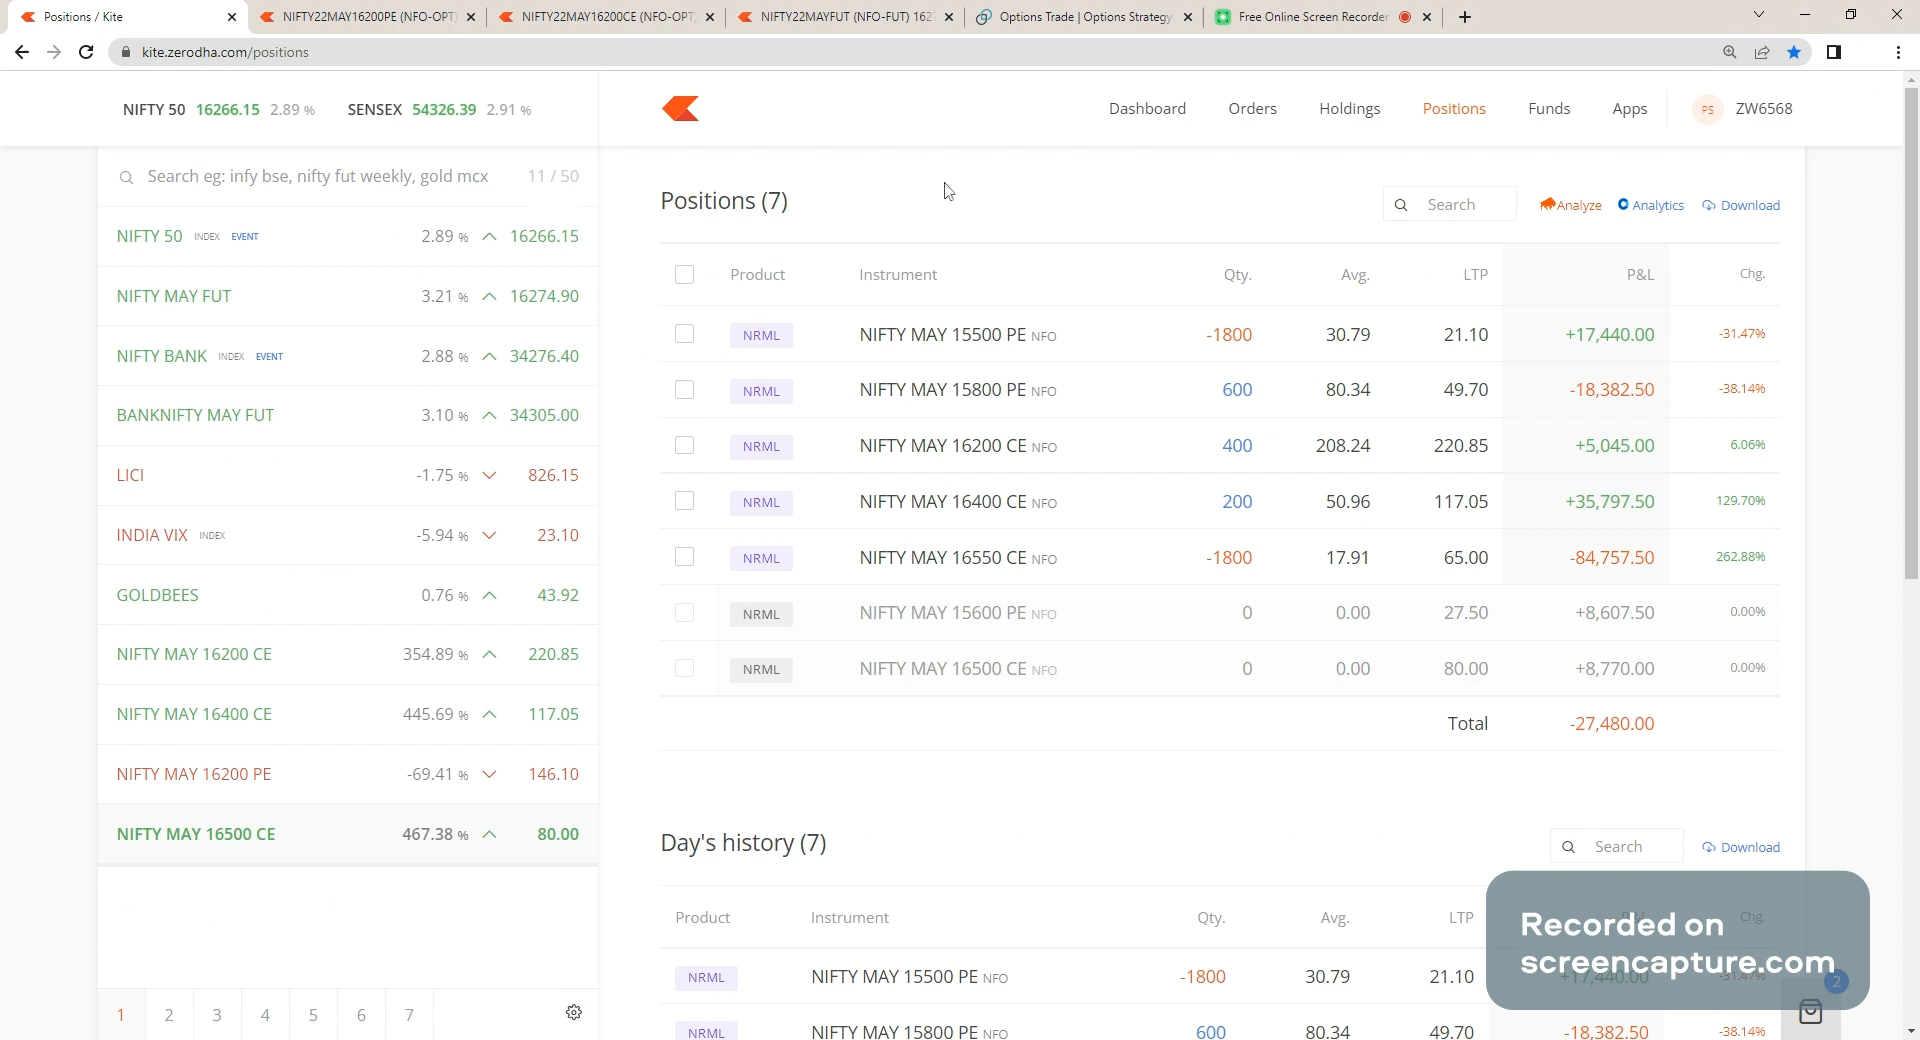 Positions / Kite
NIFTY22MAY16200PE (NFO-OPT)
NIFTY22MAY16200CE (NFO-OPT)
NIFTY22MAYFUT (NFO-FUT) 162
Options Trade | Options Strategy
Free Online Screen Recorder
kite.zerodha.com/positions
NIFTY 50 16266.15 2.89 % SENSEX 54326.39 2.91 %
Dashboard Orders Holdings Positions Funds Apps PS ZW6568
Search eg: infy bse, nifty fut weekly, gold mcx 11 / 50
NIFTY 50 INDEX EVENT 2.89 % 16266.15
NIFTY MAY FUT 3.21 % 16274.90
NIFTY BANK INDEX EVENT 2.88 % 34276.40
BANKNIFTY MAY FUT 3.10 % 34305.00
LICI -1.75 % 826.15
INDIA VIX INDEX -5.94 % 23.10
GOLDBEES 0.76 % 43.92
NIFTY MAY 16200 CE 354.89 % 220.85
NIFTY MAY 16400 CE 445.69 % 117.05
NIFTY MAY 16200 PE -69.41 % 146.10
NIFTY MAY 16500 CE 467.38 % 80.00
1 2 3 4 5 6 7
Positions (7) Search Analyze Analytics Download
Product Instrument Qty. Avg. LTP P&L Chg.
NRML NIFTY MAY 15500 PE NFO -1800 30.79 21.10 +17,440.00 -31.47%
NRML NIFTY MAY 15800 PE NFO 600 80.34 49.70 -18,382.50 -38.14%
NRML NIFTY MAY 16200 CE NFO 400 208.24 220.85 +5,045.00 6.06%
NRML NIFTY MAY 16400 CE NFO 200 50.96 117.05 +35,797.50 129.70%
NRML NIFTY MAY 16550 CE NFO -1800 17.91 65.00 -84,757.50 262.88%
NRML NIFTY MAY 15600 PE NFO 0 0.00 27.50 +8,607.50 0.00%
NRML NIFTY MAY 16500 CE NFO 0 0.00 80.00 +8,770.00 0.00%
Total -27,480.00
Day's history (7) Search Download
Product Instrument Qty. Avg. LTP Chg.
NRML NIFTY MAY 15500 PE NFO -1800 30.79 21.10 +17,440.00 -31.47%
NRML NIFTY MAY 15800 PE NFO 600 80.34 49.70 -18,382.50 -38.14%
Recorded on
screencapture.com
2